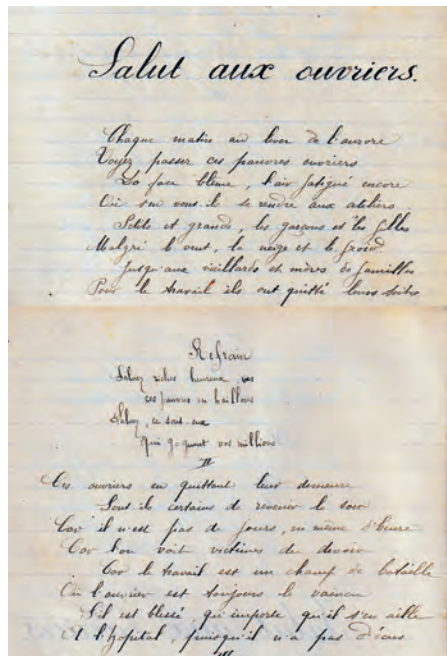 Salut aux ouvriers.
Chaque matin au lever de l'aurore
Voyez passer ces pauvres ouvriers
La face blême, l'air fatigué encore
Où s'en vont-ils se rendre aux ateliers
Petits et grands, les garçons et les filles
Malgré le vent, la neige et le froid
Jusqu'aux vieillards et mères de familles
Pour le travail ils ont quitté leurs toits
Refrain
Saluez riches heureux ces
ces pauvres en haillons
Saluez, ce sont eux
qui gagnent vos millions
II
Ces ouvriers en quittant leur demeure
Sont-ils certains de revenir le soir
Car il n'est pas de jours, ni même d'heure
Car l'on voit victimes du devoir
Car le travail est un champ de bataille
Où l'ouvrier est toujours le vaincu
S'il est blessé qu'importe qu'il s'en aille
A l'hôpital, puisqu'il n'a pas d'écus
III